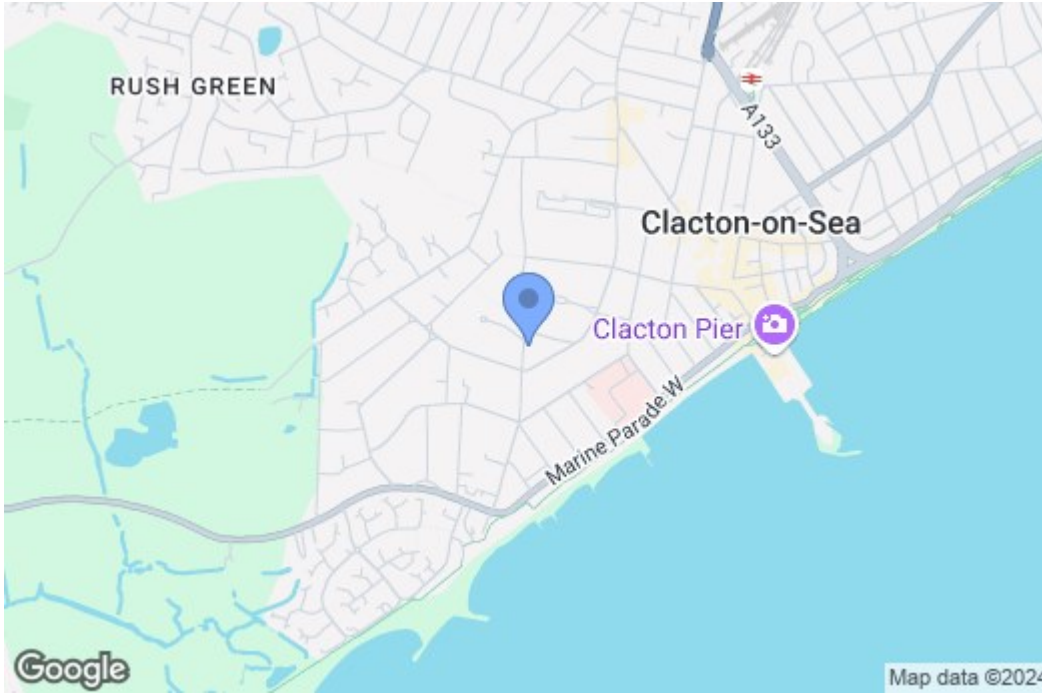 RUSH GREEN
A133
Clacton-on-Sea
Clacton Pier
Marine Parade W
Google
Map data ©2024